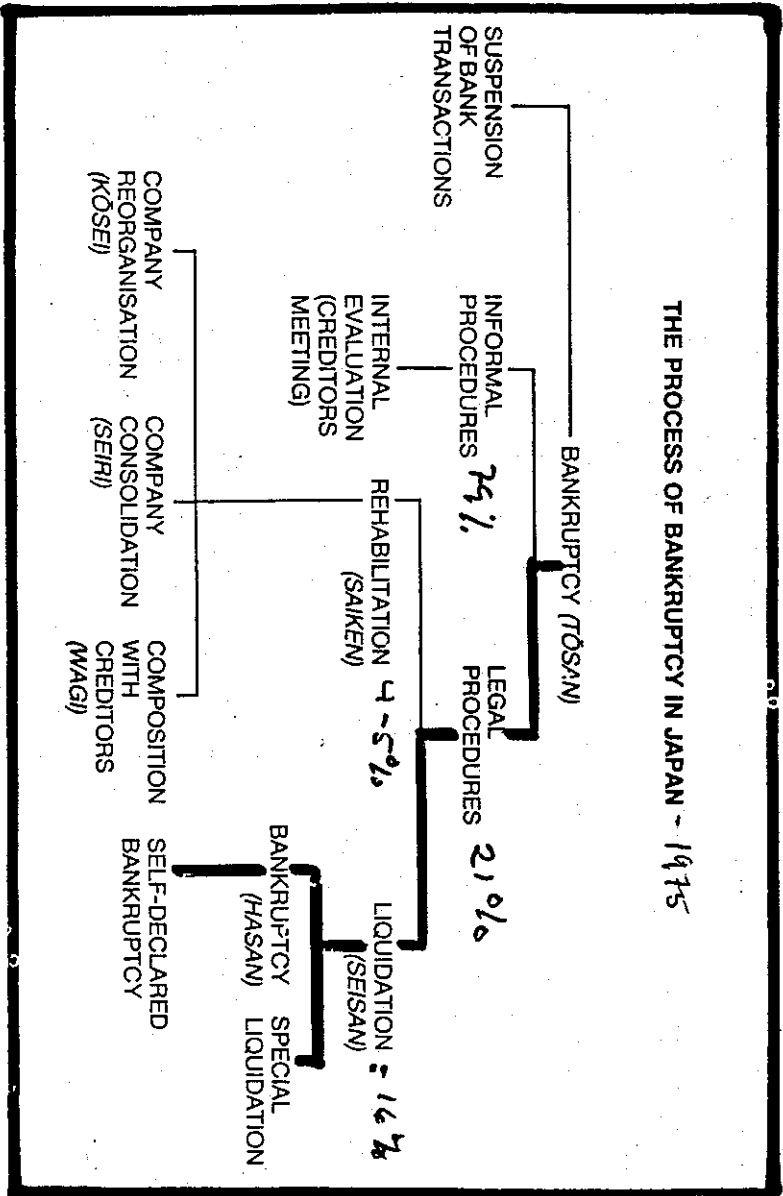 THE PROCESS OF BANKRUPTCY IN JAPAN - 1975
BANKRUPTCY (TŌSAN)
SUSPENSION
OF BANK
TRANSACTIONS
INFORMAL
PROCEDURES 79%
LEGAL
PROCEDURES 21%
INTERNAL
EVALUATION
(CREDITORS
MEETING)
REHABILITATION 4-5%
(SAIKEN)
LIQUIDATION : 16%
(SEISAN)
BANKRUPTCY
(HASAN)
SPECIAL
LIQUIDATION
COMPANY
REORGANISATION
(KŌSEI)
COMPANY
CONSOLIDATION
(SEIRI)
COMPOSITION
WITH
CREDITORS
(WAGI)
SELF-DECLARED
BANKRUPTCY